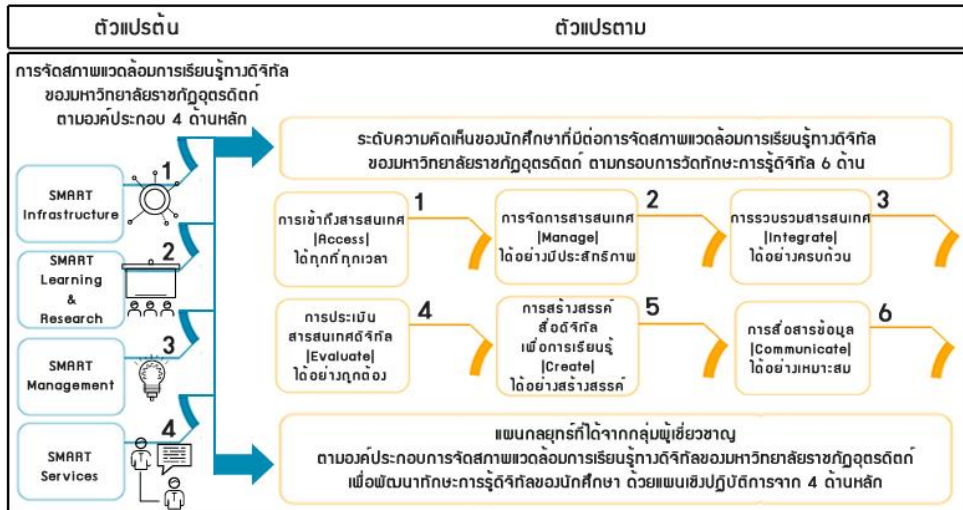 ตัวแปรต้น
ตัวแปรตาม
การจัดสภาพแวดล้อมการเรียนรู้ทางดิจิทัล
ของมหาวิทยาลัยราชภัฏอุตรดิตถ์
ตามองค์ประกอบ 4 ด้านหลัก
1
SMART
Infrastructure
2
SMART
Learning
&
Research
3
SMART
Management
4
SMART
Services
ระดับความคิดเห็นของนักศึกษาที่มีต่อการจัดสภาพแวดล้อมการเรียนรู้ทางดิจิทัล
ของมหาวิทยาลัยราชภัฏอุตรดิตถ์ ตามกรอบการวัดทักษะการรู้ดิจิทัล 6 ด้าน
1
การเข้าถึงสารสนเทศ
|Access|
ได้ทุกที่ทุกเวลา
2
การจัดการสารสนเทศ
|Manage|
ได้อย่างมีประสิทธิภาพ
3
การรวบรวมสารสนเทศ
|Integrate|
ได้อย่างครบถ้วน
4
การประเมิน
สารสนเทศดิจิทัล
|Evaluate|
ได้อย่างถูกต้อง
5
การสร้างสรรค์
สื่อดิจิทัล
เพื่อการเรียนรู้
|Create|
ได้อย่างสร้างสรรค์
6
การสื่อสารข้อมูล
|Communicate|
ได้อย่างเหมาะสม
แผนกลยุทธ์ที่ได้จากกลุ่มผู้เชี่ยวชาญ
ตามองค์ประกอบการจัดสภาพแวดล้อมการเรียนรู้ทางดิจิทัลของมหาวิทยาลัยราชภัฏอุตรดิตถ์
เพื่อพัฒนาทักษะการรู้ดิจิทัลของนักศึกษา ด้วยแผนเชิงปฏิบัติการจาก 4 ด้านหลัก